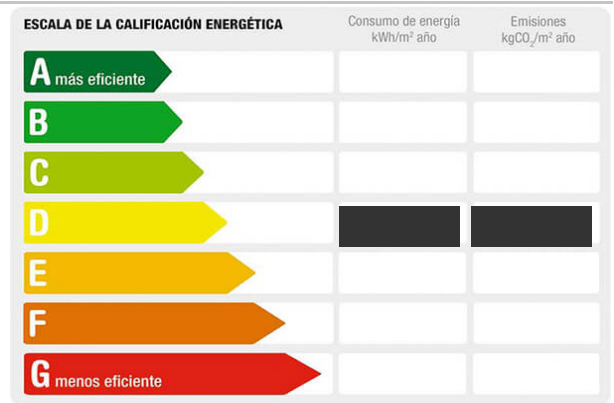 ESCALA DE LA CALIFICACIÓN ENERGÉTICA
Consumo de energía
kWh/m² año
Emisiones
kgCO₂/m² año
A más eficiente
B
C
D
E
F
G menos eficiente